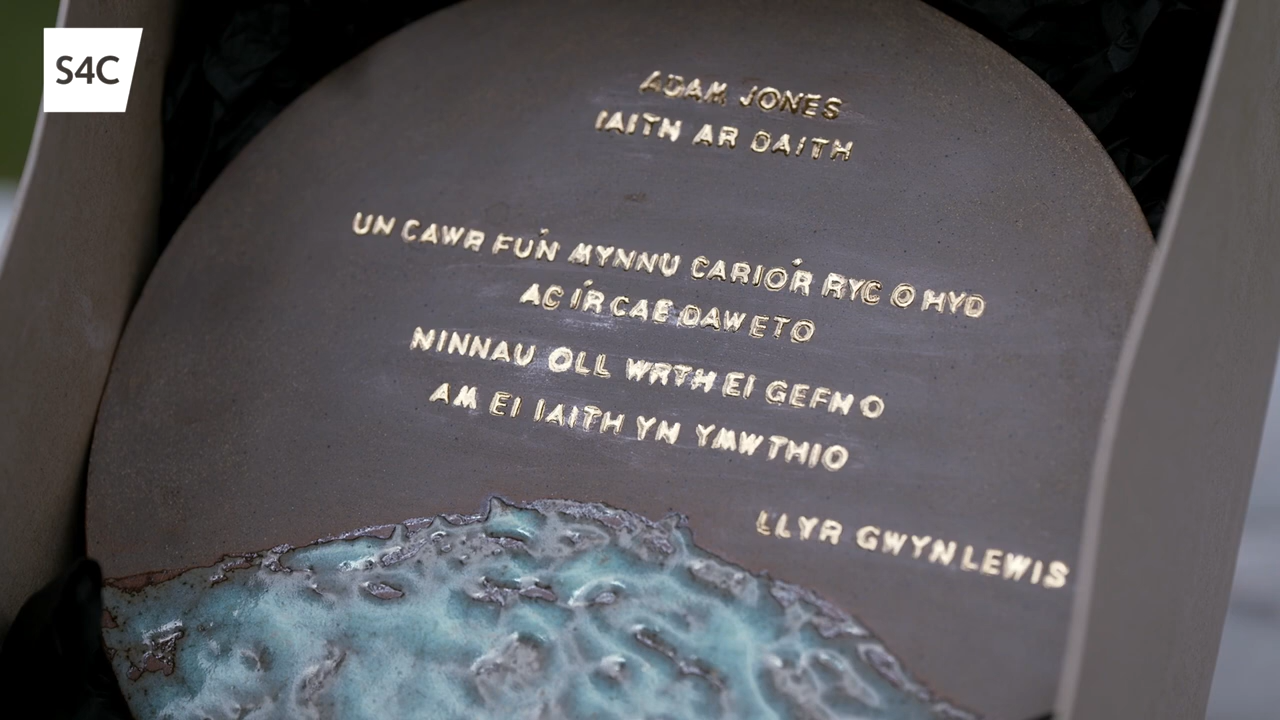 S4C
ADAM JONES
IAITH AR DAITH
UN CAWR FU'N MYNNU CARIO'R RYC O HYD
AC I'R CAE DAW ETO
NINNAU OLL WRTH EI GEFN O
AM EI IAITH YN YMWTHIO
LLYR GWYN LEWIS